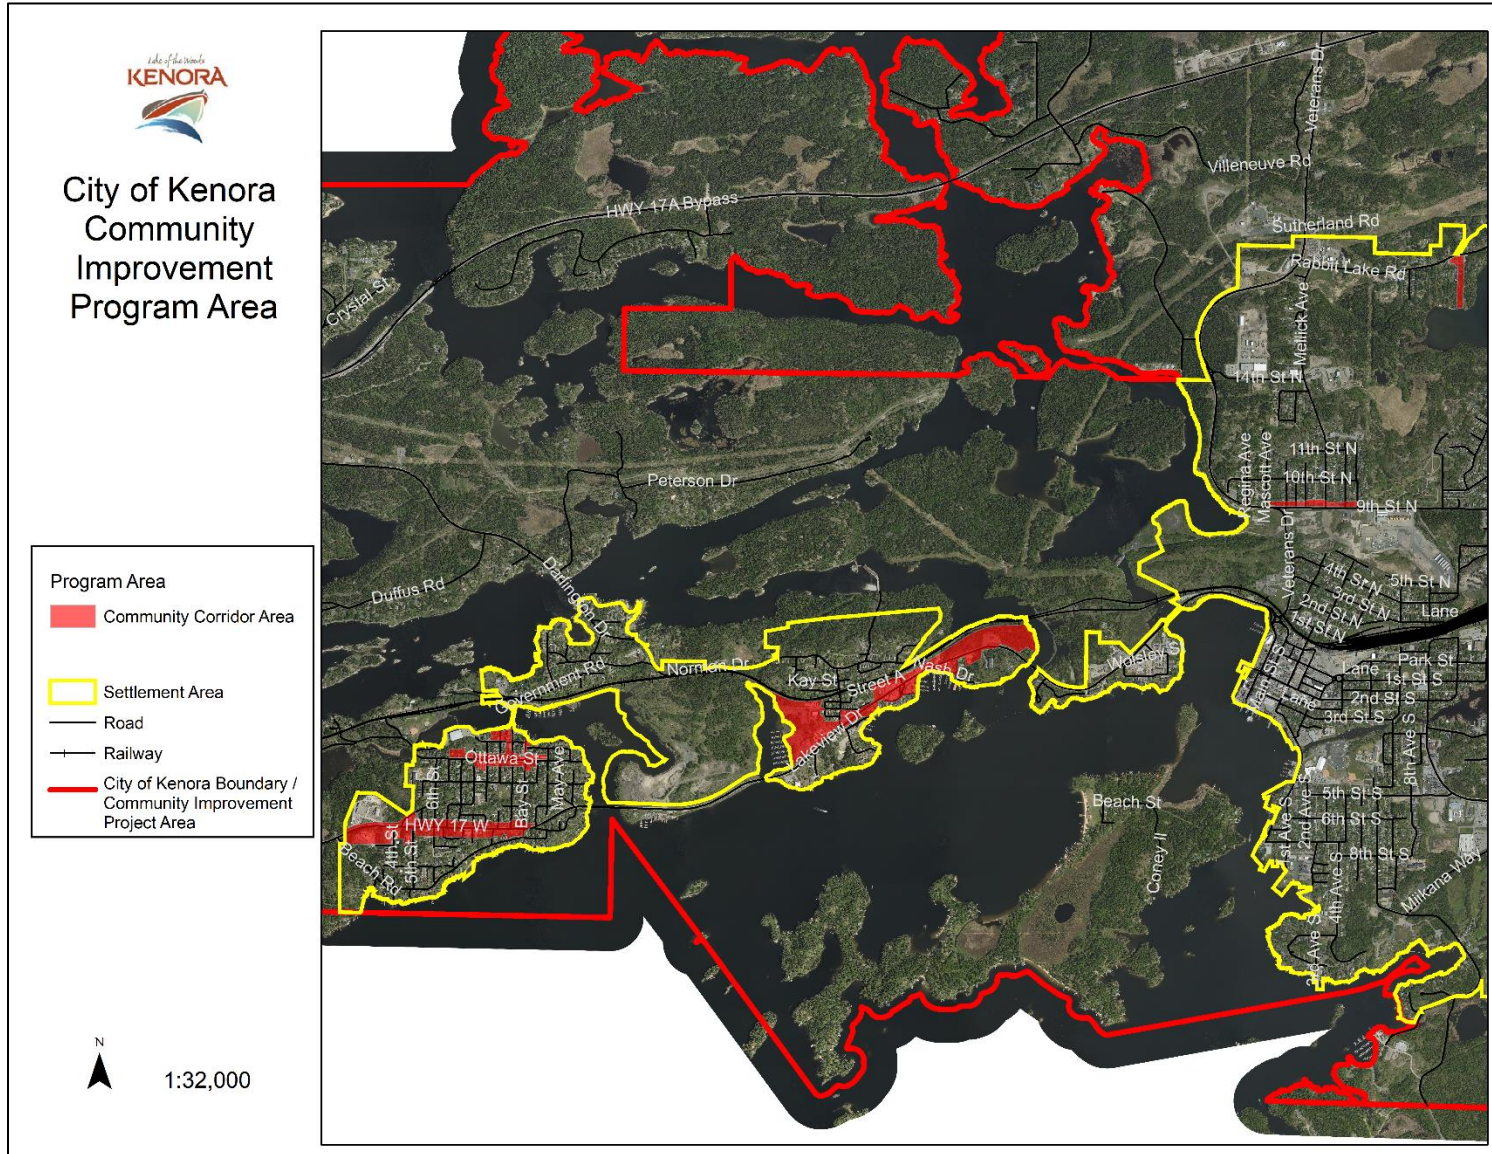 Lake of the Woods
KENORA
City of Kenora
Community
Improvement
Program Area
Program Area
Community Corridor Area
Settlement Area
Road
Railway
City of Kenora Boundary /
Community Improvement
Project Area
N
1:32,000
Veterans Dr
Villeneuve Rd
HWY 17A Bypass
Sutherland Rd
Rabbit Lake Rd
Crystal St
Mellick Ave
14th St N
11th St N
10th St N
9th St N
Regina Ave
Mascott Ave
Veterans Dr
Peterson Dr
Duffus Rd
Darlington Dr
4th St N
5th St N
3rd St N
2nd St N
1st St N
Lane
Government Rd
Norman Dr
Kay St
Street A
Nash Dr
Wolsley St
Lakeview Dr
Main St S
Lane
Lane
Park St
1st St S
2nd St S
3rd St S
8th Ave S
Ottawa St
6th St
Bay St
May Ave
HWY 17 W
4th St
5th St
Beach Rd
Beach St
Coney II
1st Ave S
2nd Ave S
5th St S
6th St S
8th St S
4th Ave S
3rd Ave S
Milkana Way